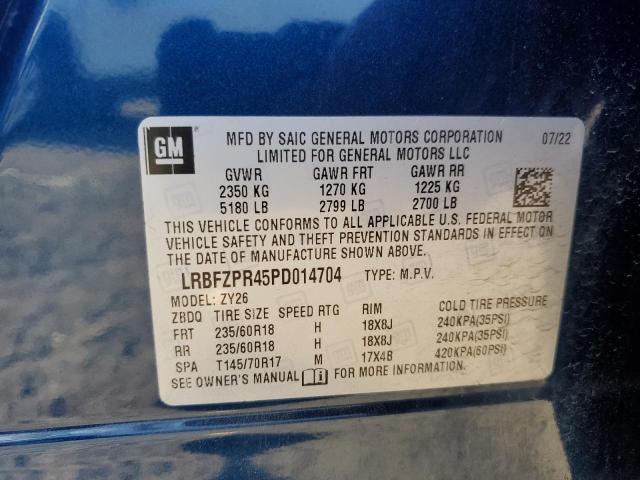 GM
MFD BY SAIC GENERAL MOTORS CORPORATION 07/22
LIMITED FOR GENERAL MOTORS LLC
GVWR GAWR FRT GAWR RR
2350 KG 1270 KG 1225 KG
5180 LB 2799 LB 2700 LB
THIS VEHICLE CONFORMS TO ALL APPLICABLE U.S. FEDERAL MOTOR
VEHICLE SAFETY AND THEFT PREVENTION STANDARDS IN EFFECT ON
THE DATE OF MANUFACTURE SHOWN ABOVE.
LRBFZPR45PD014704 TYPE: M.P.V.
MODEL: ZY26
ZBDQ TIRE SIZE SPEED RTG RIM COLD TIRE PRESSURE
FRT 235/60R18 H 18X8J 240KPA(35PSI)
RR 235/60R18 H 18X8J 240KPA(35PSI)
SPA T145/70R17 M 17X4B 420KPA(60PSI)
SEE OWNER'S MANUAL FOR MORE INFORMATION.